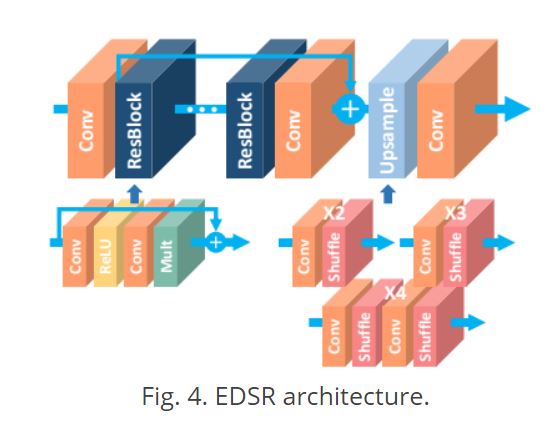 Conv
ResBlock
ResBlock
Conv
Upsample
Conv
Conv
ReLU
Conv
Mult
X2
Conv
Shuffle
X3
Conv
Shuffle
X4
Conv
Shuffle
Conv
Shuffle
Fig. 4. EDSR architecture.